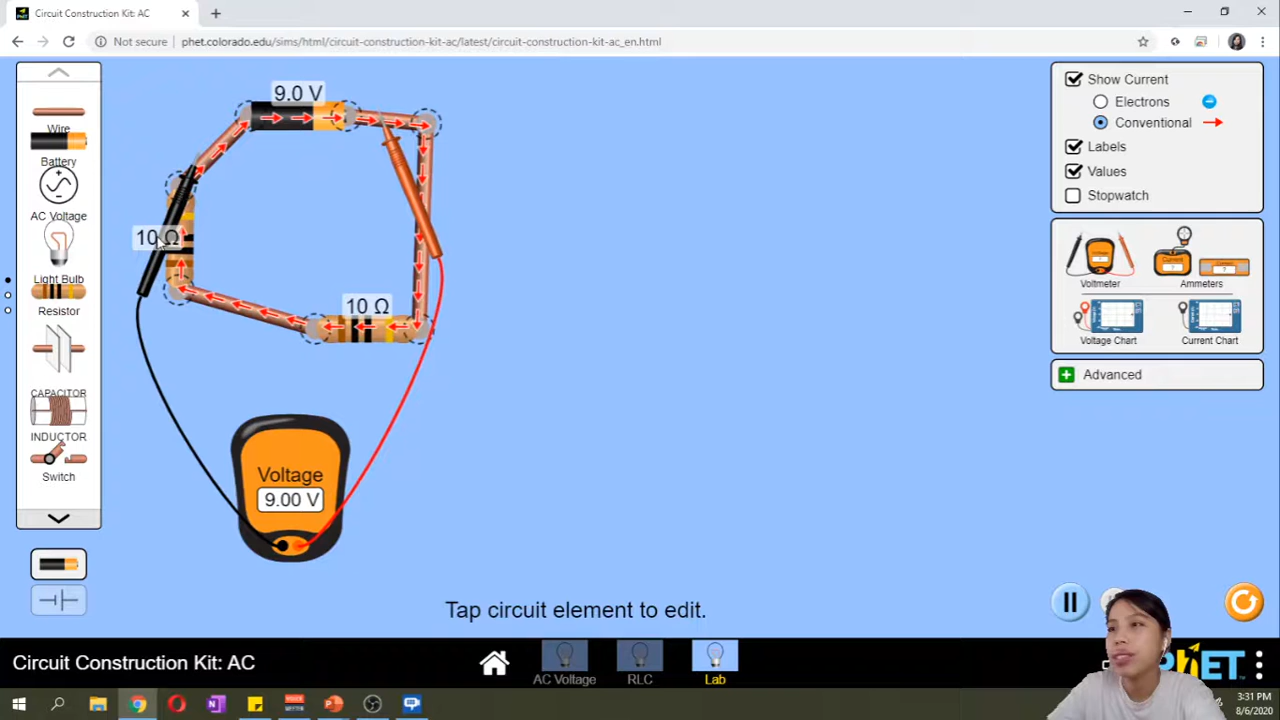 Circuit Construction Kit: AC
Not secure
phet.colorado.edu/sims/html/circuit-construction-kit-ac/latest/circuit-construction-kit-ac_en.html
Wire
Battery
AC Voltage
Light Bulb
Resistor
CAPACITOR
INDUCTOR
Switch
9.0 V
10 Ω
10 Ω
Voltage
9.00 V
Tap circuit element to edit.
Show Current
Electrons
Conventional
Labels
Values
Stopwatch
Current
Voltmeter
Ammeters
Voltage Chart
Current Chart
Advanced
Circuit Construction Kit: AC
AC Voltage
RLC
Lab
PhET
3:31 PM
8/6/2020